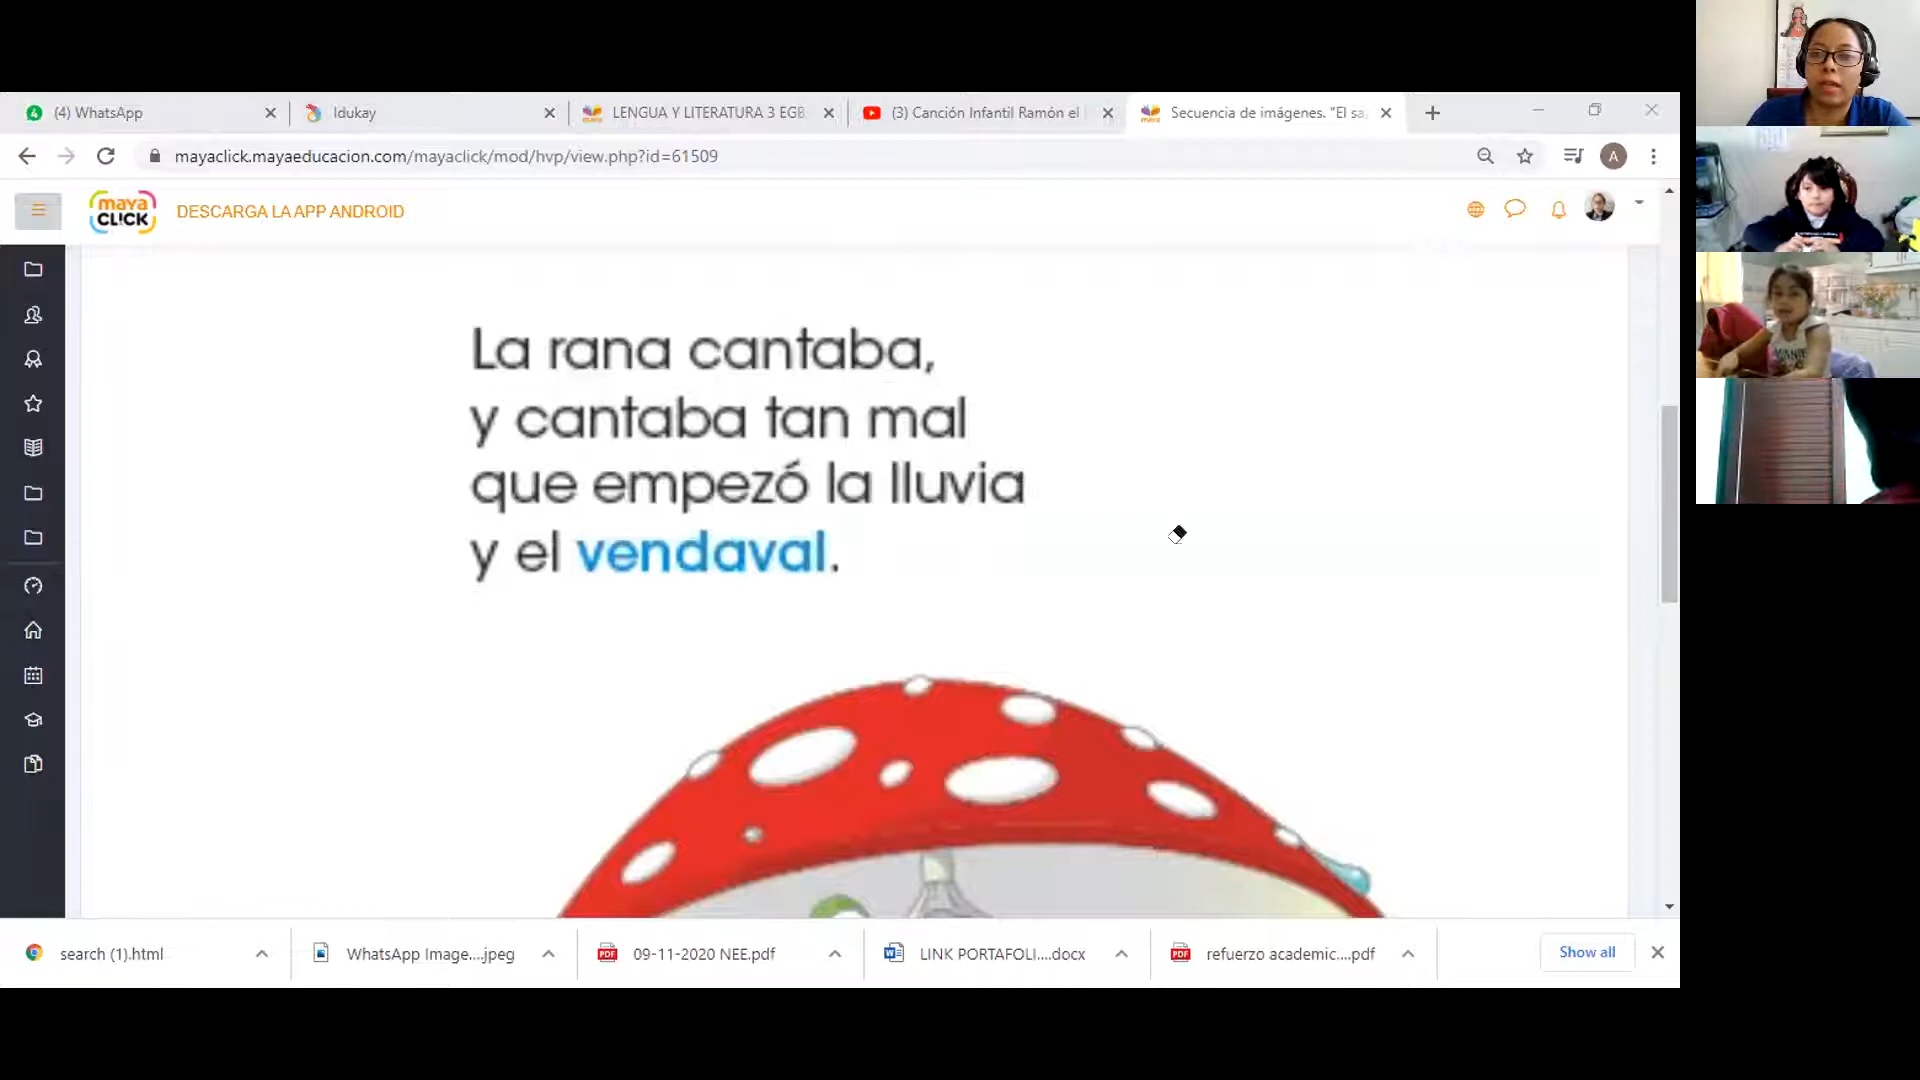 (4) WhatsApp
Idukay
LENGUA Y LITERATURA 3 EGB
(3) Canción Infantil Ramón el
Secuencia de imágenes. "El sa
mayaclick.mayaeducacion.com/mayaclick/mod/hvp/view.php?id=61509
A
maya
CLICK
DESCARGA LA APP ANDROID
La rana cantaba,
y cantaba tan mal
que empezó la lluvia
y el vendaval.
search (1).html
WhatsApp Image....jpeg
PDF
09-11-2020 NEE.pdf
LINK PORTAFOLI....docx
PDF
refuerzo academic....pdf
Show all